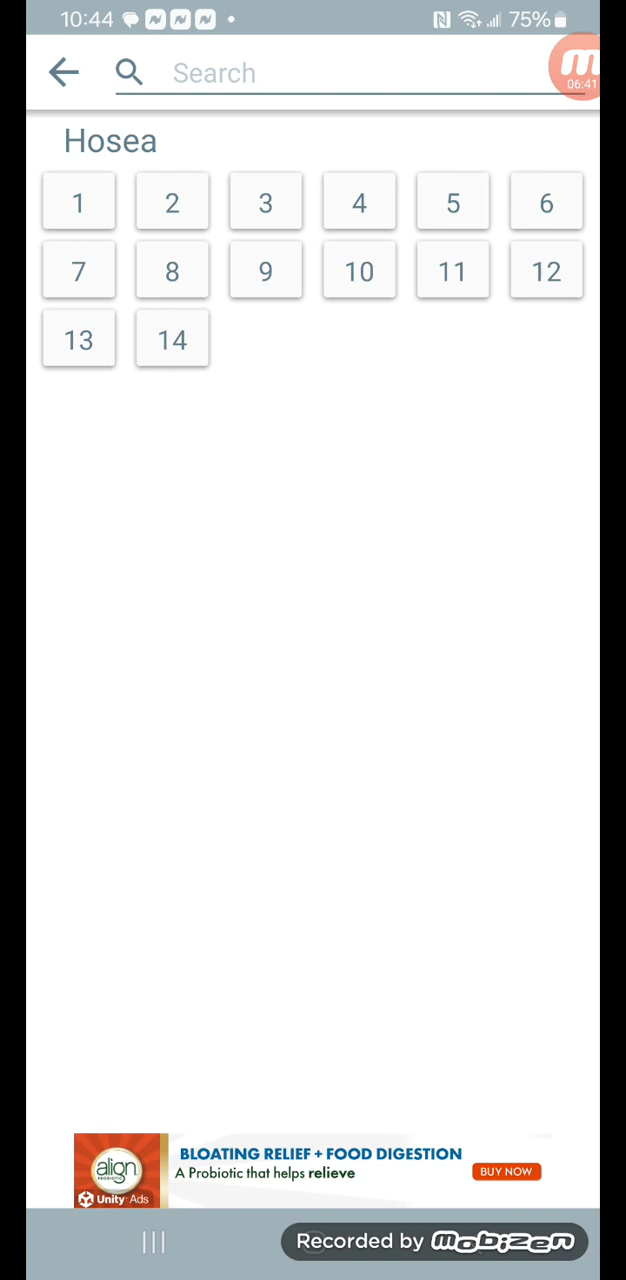 10:44 75%
Search
06:41
Hosea
1 2 3 4 5 6
7 8 9 10 11 12
13 14
BLOATING RELIEF + FOOD DIGESTION
align
A Probiotic that helps relieve
BUY NOW
PROBIOTIC
Unity Ads
Recorded by mobizen